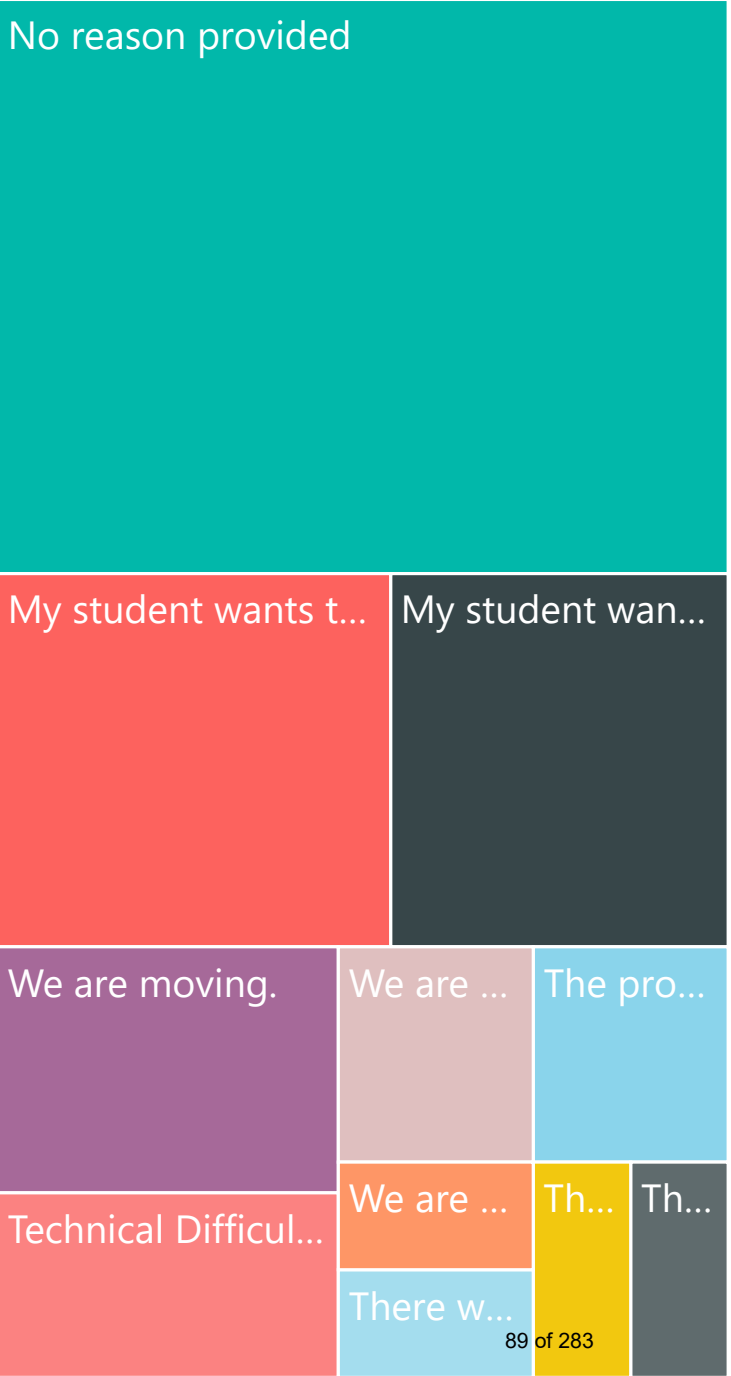 No reason provided
My student wants t...
My student wan...
We are moving.
We are ...
The pro...
Technical Difficul...
We are ...
Th...
Th...
There w...
89 of 283